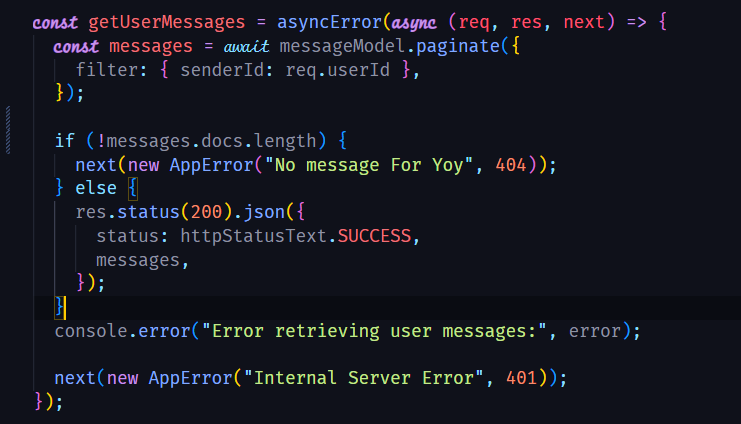 const getUserMessages = asyncError(async (req, res, next) => {
  const messages = await messageModel.paginate({
    filter: { senderId: req.userId },
  });
  if (!messages.docs.length) {
    next(new AppError("No message For Yoy", 404));
  } else {
    res.status(200).json({
      status: httpStatusText.SUCCESS,
      messages,
    });
  }
  console.error("Error retrieving user messages:", error);
  next(new AppError("Internal Server Error", 401));
});